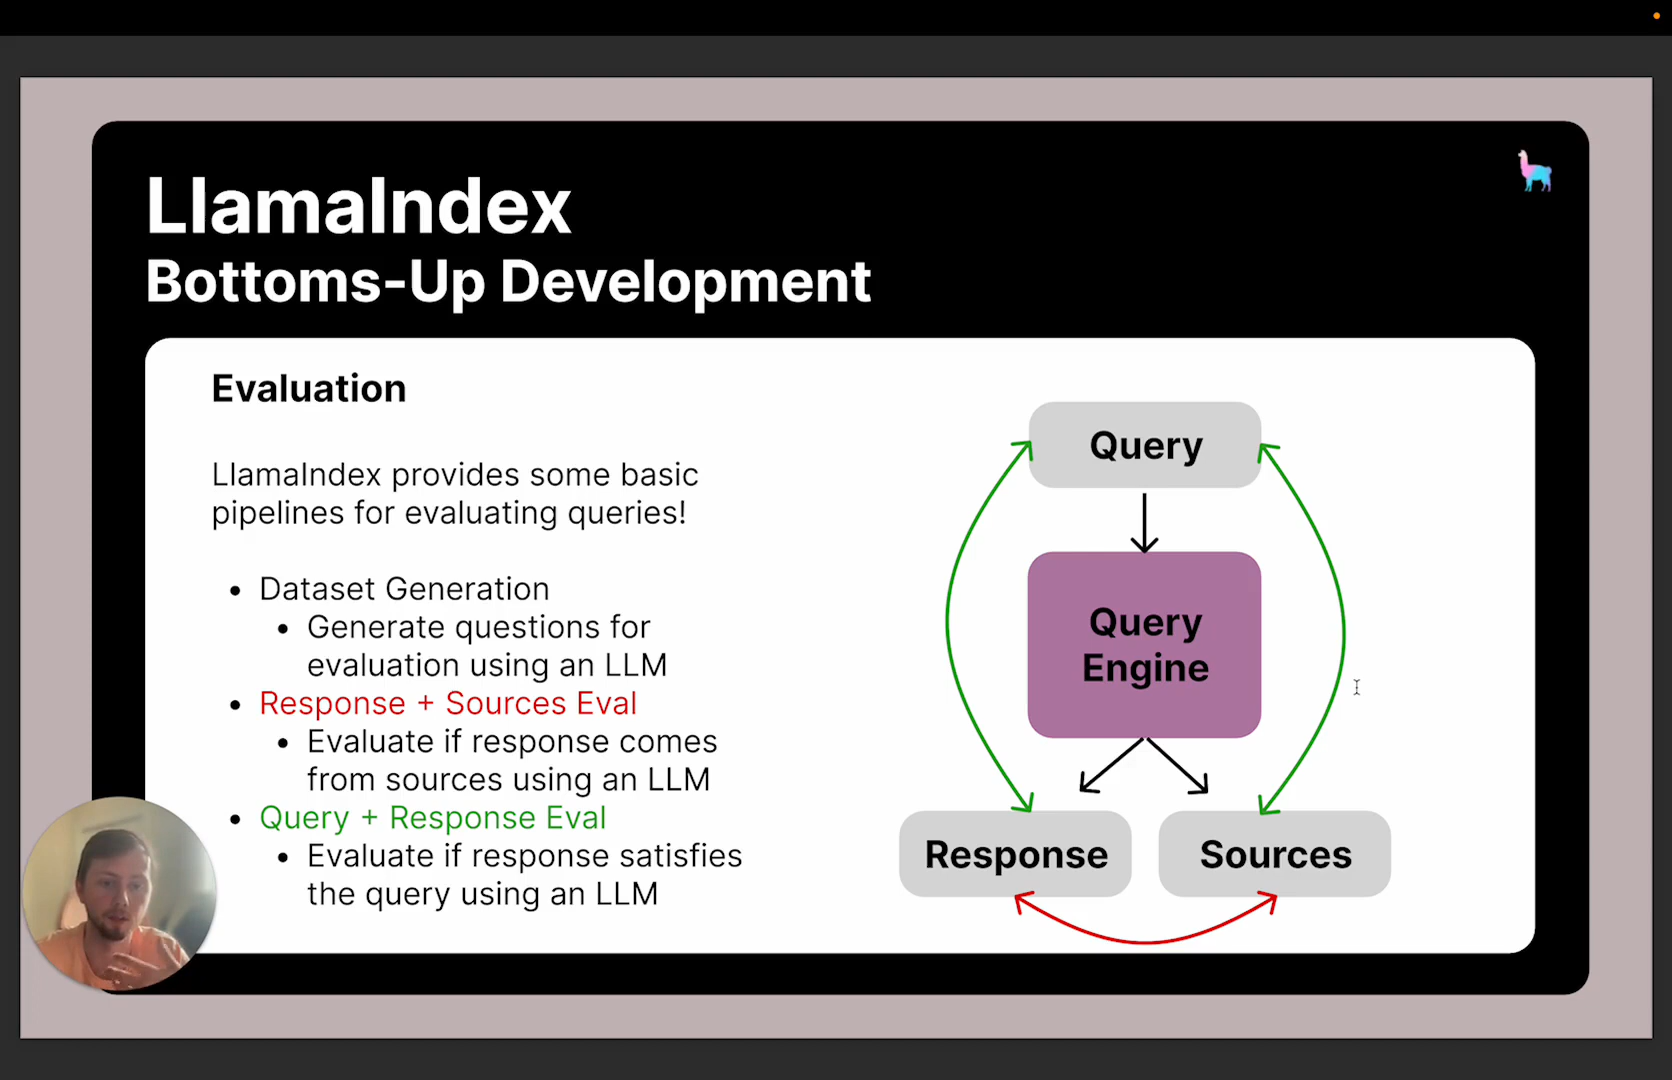 LlamaIndex
Bottoms-Up Development
Evaluation
LlamaIndex provides some basic
pipelines for evaluating queries!
• Dataset Generation
• Generate questions for
evaluation using an LLM
• Response + Sources Eval
• Evaluate if response comes
from sources using an LLM
• Query + Response Eval
• Evaluate if response satisfies
the query using an LLM
Query
Query
Engine
Response
Sources